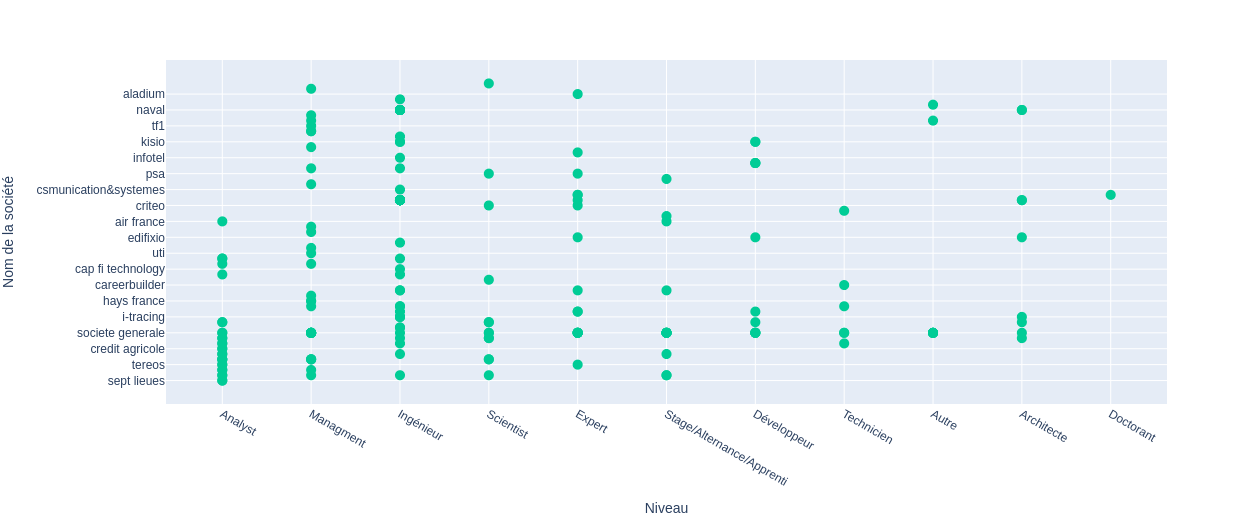 Nom de la société
aladium
naval
tf1
kisio
infotel
psa
csmunication&systemes
criteo
air france
edifixio
uti
cap fi technology
careerbuilder
hays france
i-tracing
societe generale
credit agricole
tereos
sept lieues
Analyst
Managment
Ingénieur
Scientist
Expert
Stage/Alternance/Apprenti
Développeur
Technicien
Autre
Architecte
Doctorant
Niveau